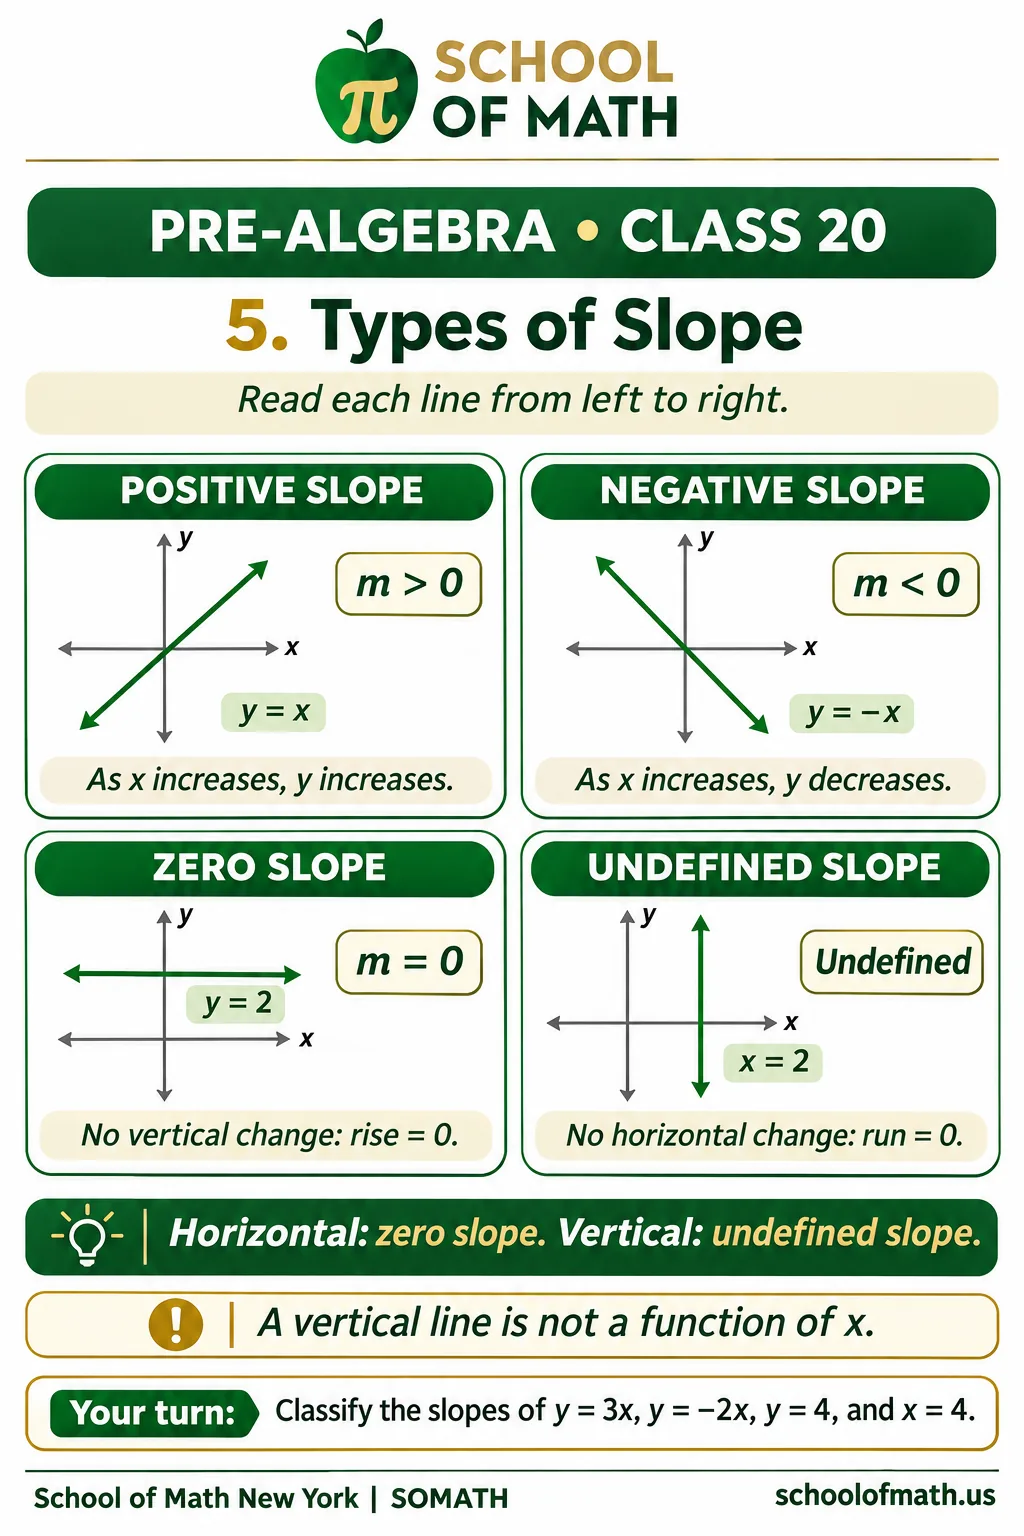 π
SCHOOL
OF MATH
PRE-ALGEBRA • CLASS 20
5. Types of Slope
Read each line from left to right.
POSITIVE SLOPE
y
m > 0
x
y = x
As x increases, y increases.
NEGATIVE SLOPE
y
m < 0
x
y = −x
As x increases, y decreases.
ZERO SLOPE
y
m = 0
y = 2
x
No vertical change: rise = 0.
UNDEFINED SLOPE
y
Undefined
x
x = 2
No horizontal change: run = 0.
Horizontal: zero slope. Vertical: undefined slope.
! A vertical line is not a function of x.
Your turn: Classify the slopes of y = 3x, y = −2x, y = 4, and x = 4.
School of Math New York | SOMATH
schoolofmath.us